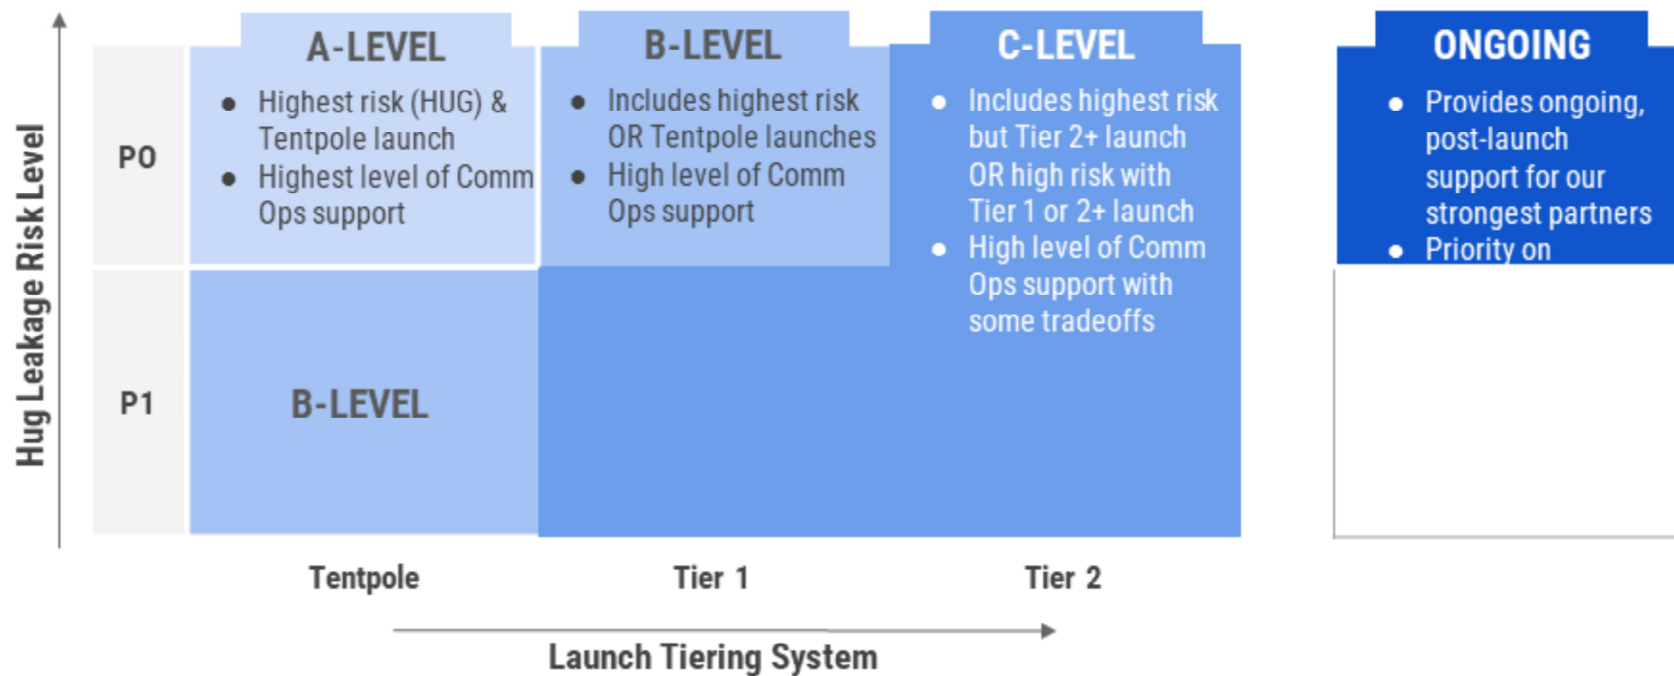 Hug Leakage Risk Level
P0
P1
A-LEVEL
● Highest risk (HUG) &
Tentpole launch
● Highest level of Comm
Ops support
B-LEVEL
● Includes highest risk
OR Tentpole launches
● High level of Comm
Ops support
C-LEVEL
● Includes highest risk
but Tier 2+ launch
OR high risk with
Tier 1 or 2+ launch
● High level of Comm
Ops support with
some tradeoffs
ONGOING
● Provides ongoing,
post-launch
support for our
strongest partners
● Priority on
B-LEVEL
Tentpole
Tier 1
Tier 2
Launch Tiering System